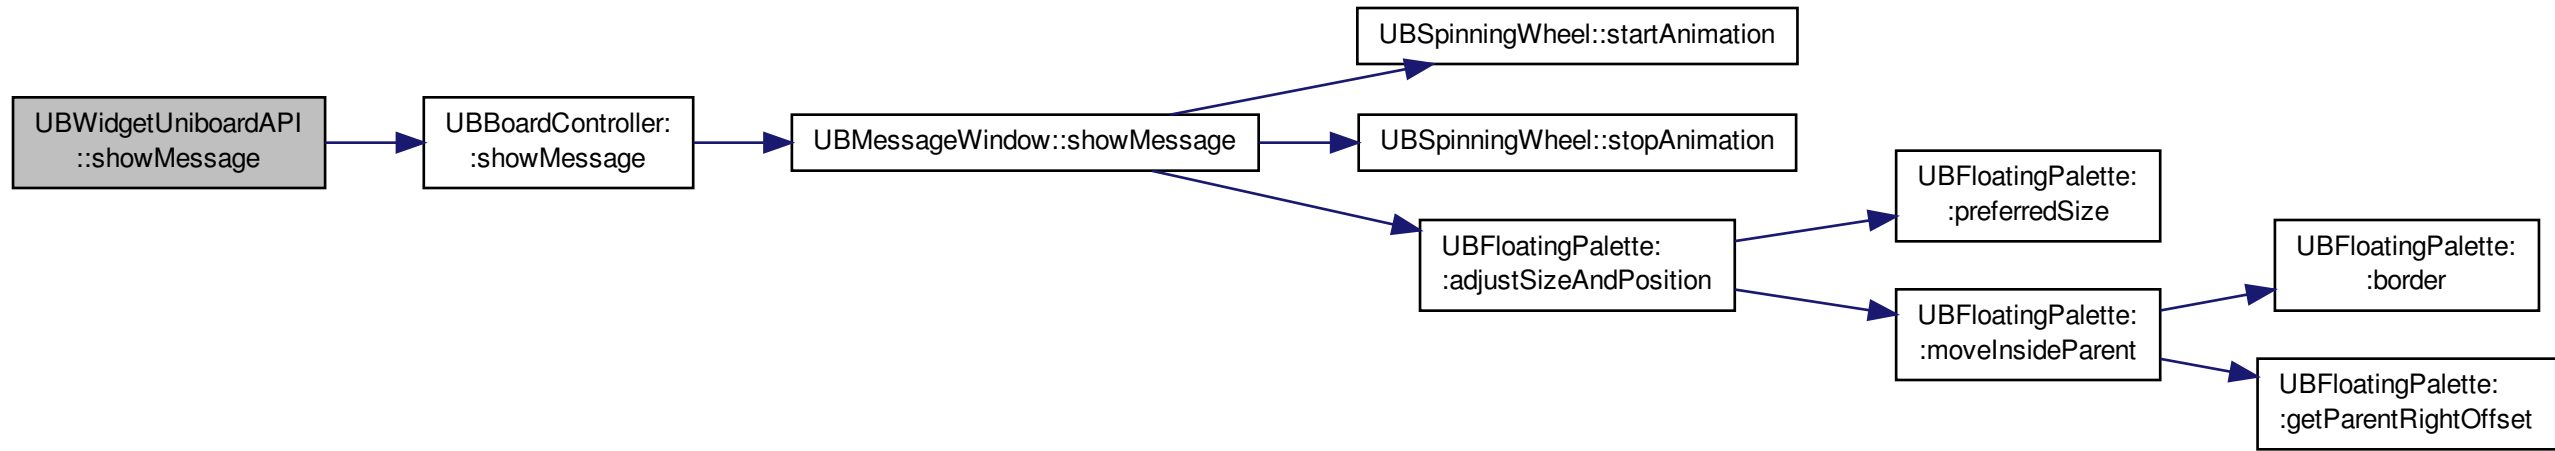 UBWidgetUniboardAPI
::showMessage
UBBoardController:
:showMessage
UBMessageWindow::showMessage
UBSpinningWheel::startAnimation
UBSpinningWheel::stopAnimation
UBFloatingPalette:
:adjustSizeAndPosition
UBFloatingPalette:
:preferredSize
UBFloatingPalette:
:moveInsideParent
UBFloatingPalette:
:border
UBFloatingPalette:
:getParentRightOffset